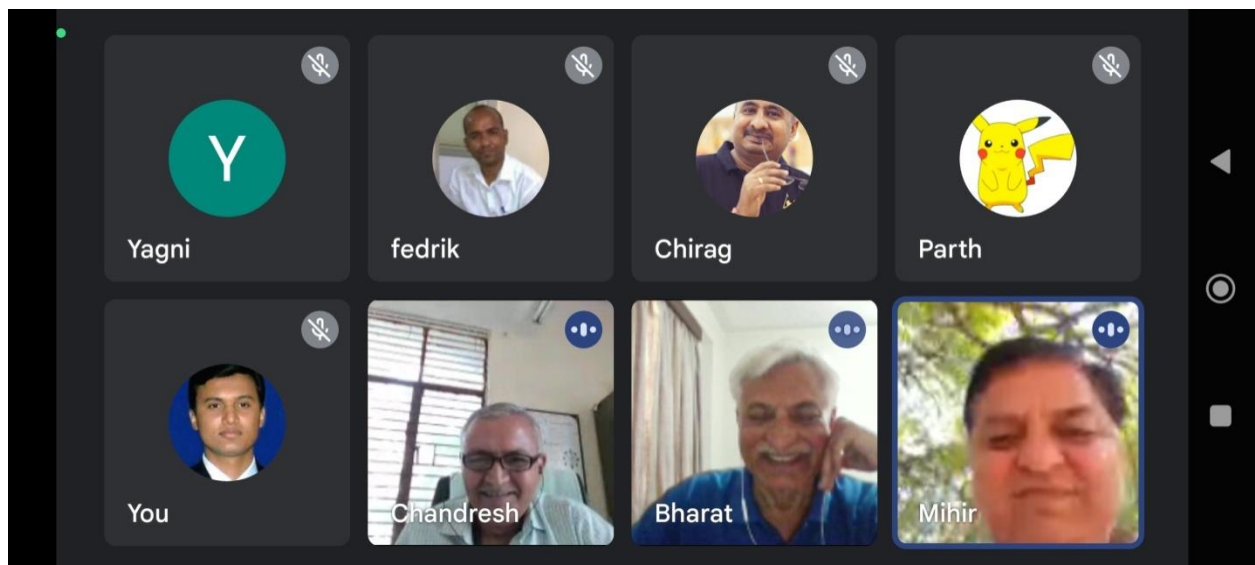 Y
Yagni
fedrik
Chirag
Parth
You
Chandresh
Bharat
Mihir